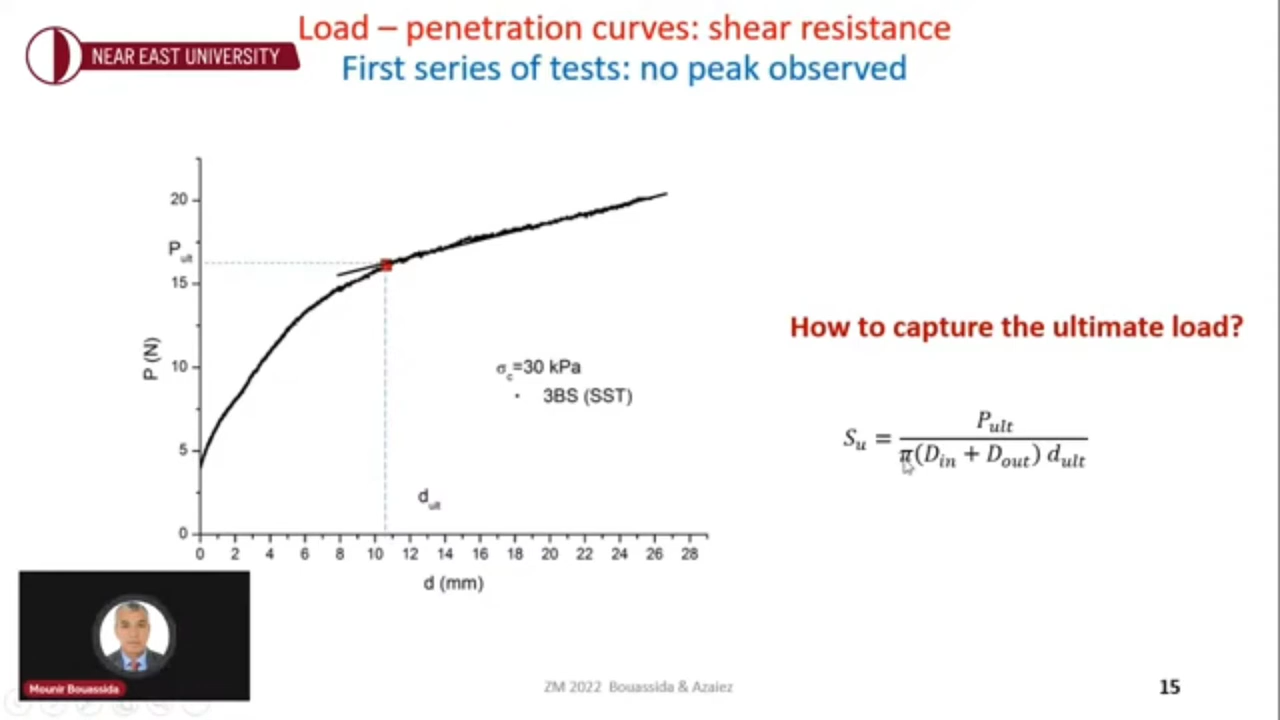 Load – penetration curves: shear resistance
NEAR EAST UNIVERSITY
First series of tests: no peak observed
20
P_ult
15
P (N)
10
5
0
σ_c=30 kPa
· 3BS (SST)
d_ult
0 2 4 6 8 10 12 14 16 18 20 22 24 26 28
d (mm)
How to capture the ultimate load?
S_u = P_ult / π(D_in + D_out) d_ult
Mounir Bouassida
ZM 2022 Bouassida & Azaiez
15